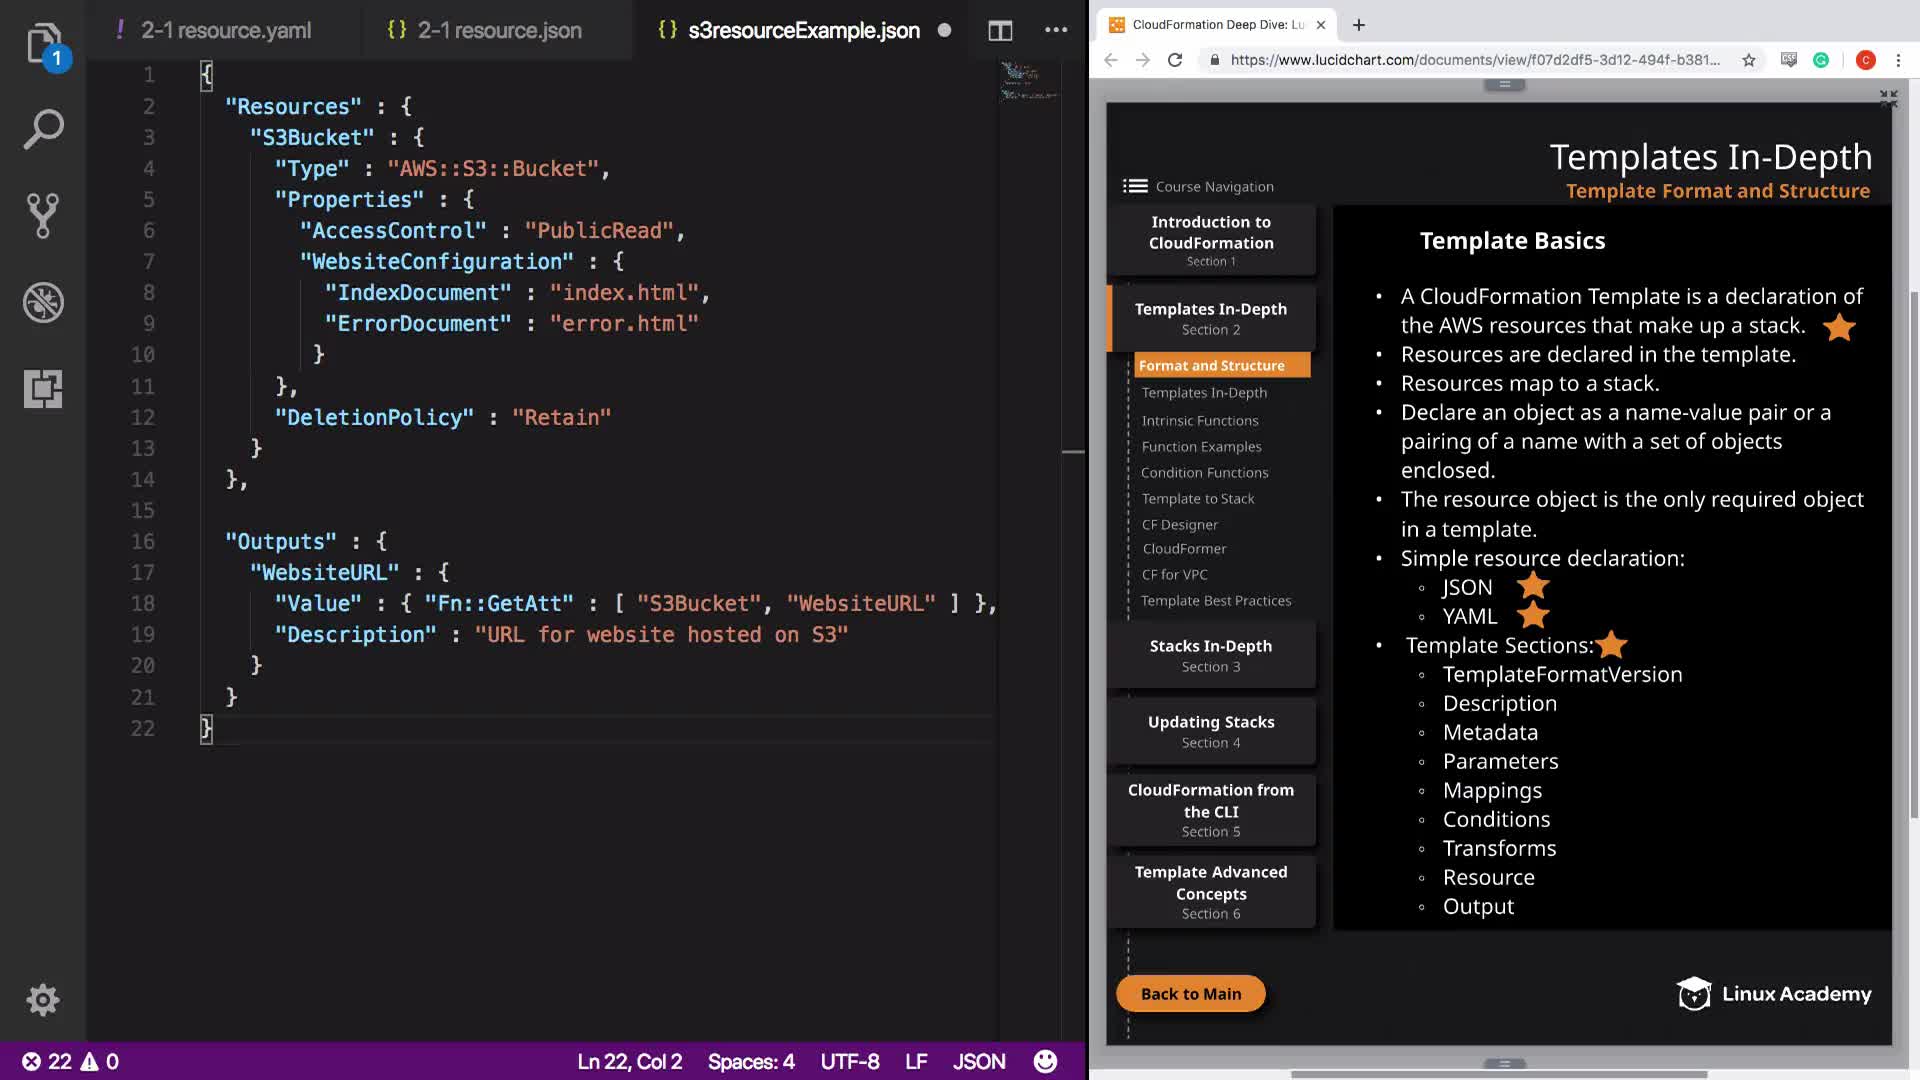 1
! 2-1 resource.yaml
{} 2-1 resource.json
{} s3resourceExample.json
1 {
2 "Resources" : {
3 "S3Bucket" : {
4 "Type" : "AWS::S3::Bucket",
5 "Properties" : {
6 "AccessControl" : "PublicRead",
7 "WebsiteConfiguration" : {
8 "IndexDocument" : "index.html",
9 "ErrorDocument" : "error.html"
10 }
11 },
12 "DeletionPolicy" : "Retain"
13 }
14 },
15
16 "Outputs" : {
17 "WebsiteURL" : {
18 "Value" : { "Fn::GetAtt" : [ "S3Bucket", "WebsiteURL" ] },
19 "Description" : "URL for website hosted on S3"
20 }
21 }
22 }
22 0
Ln 22, Col 2
Spaces: 4
UTF-8
LF
JSON
CloudFormation Deep Dive: Lu
https://www.lucidchart.com/documents/view/f07d2df5-3d12-494f-b381...
C
Templates In-Depth
Template Format and Structure
Course Navigation
Introduction to
CloudFormation
Section 1
Templates In-Depth
Section 2
Format and Structure
Templates In-Depth
Intrinsic Functions
Function Examples
Condition Functions
Template to Stack
CF Designer
CloudFormer
CF for VPC
Template Best Practices
Stacks In-Depth
Section 3
Updating Stacks
Section 4
CloudFormation from
the CLI
Section 5
Template Advanced
Concepts
Section 6
Back to Main
Template Basics
• A CloudFormation Template is a declaration of
the AWS resources that make up a stack.
• Resources are declared in the template.
• Resources map to a stack.
• Declare an object as a name-value pair or a
pairing of a name with a set of objects
enclosed.
• The resource object is the only required object
in a template.
• Simple resource declaration:
◦ JSON
◦ YAML
• Template Sections:
◦ TemplateFormatVersion
◦ Description
◦ Metadata
◦ Parameters
◦ Mappings
◦ Conditions
◦ Transforms
◦ Resource
◦ Output
Linux Academy